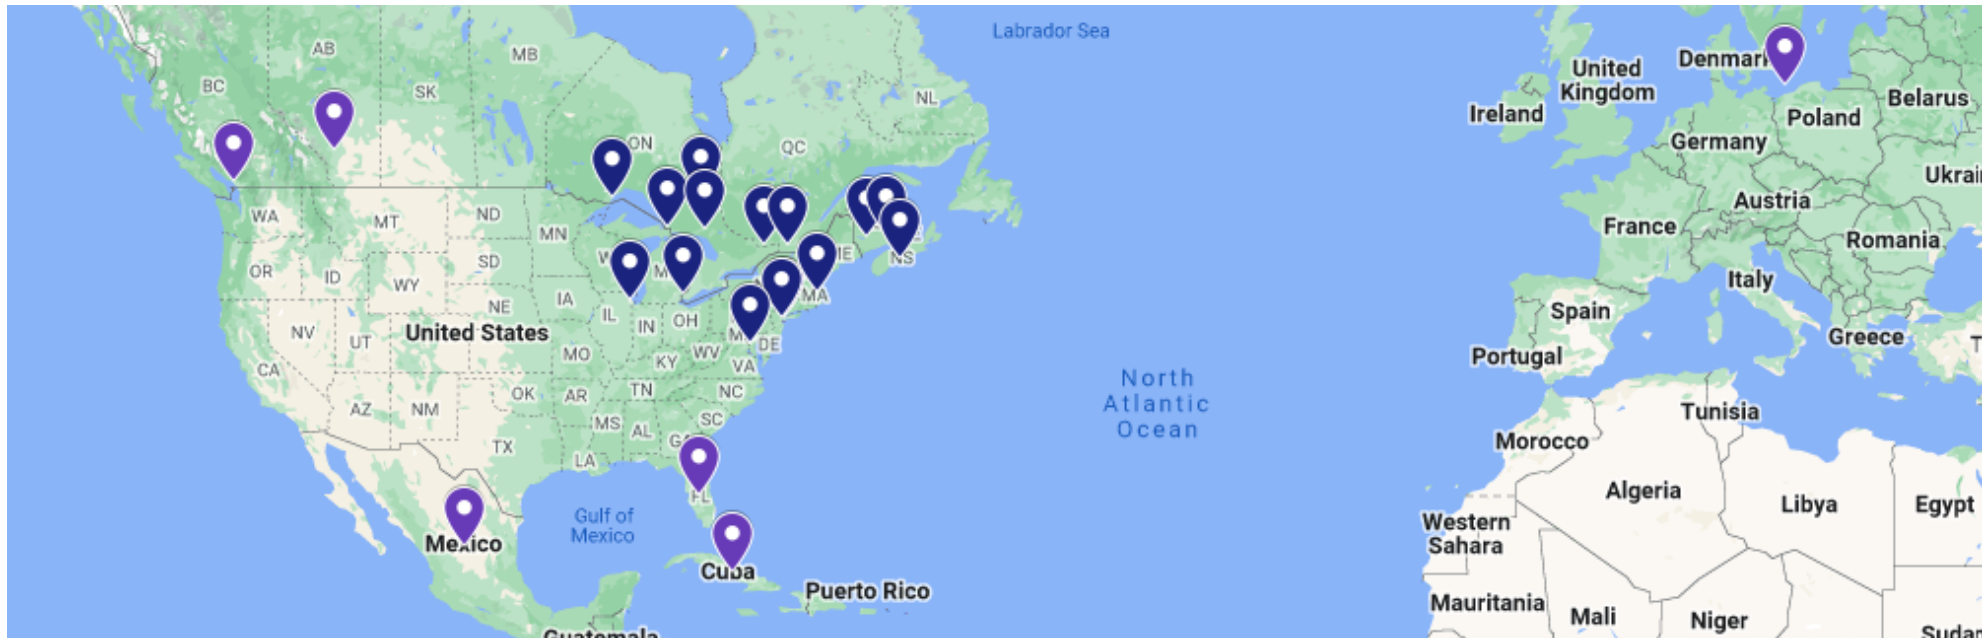 Labrador Sea
AB
MB
BC
SK
NL
ON
QC
WA
MT
ND
MN
OR
ID
WY
SD
W
M
IE
NS
NE
IA
MA
NV
UT
United States
IL
IN
OH
M
DE
CA
MO
KY
WV
VA
AZ
NM
OK
AR
TN
NC
MS
AL
SC
TX
LA
FL
Gulf of
Mexico
Mexico
Cuba
Puerto Rico
Guatemala
North
Atlantic
Ocean
Denmark
United
Kingdom
Ireland
Belarus
Poland
Germany
Ukrai
Austria
France
Romania
Italy
Spain
Greece
Portugal
T
Tunisia
Morocco
Algeria
Libya
Egypt
Western
Sahara
Mauritania
Mali
Niger
Sudan